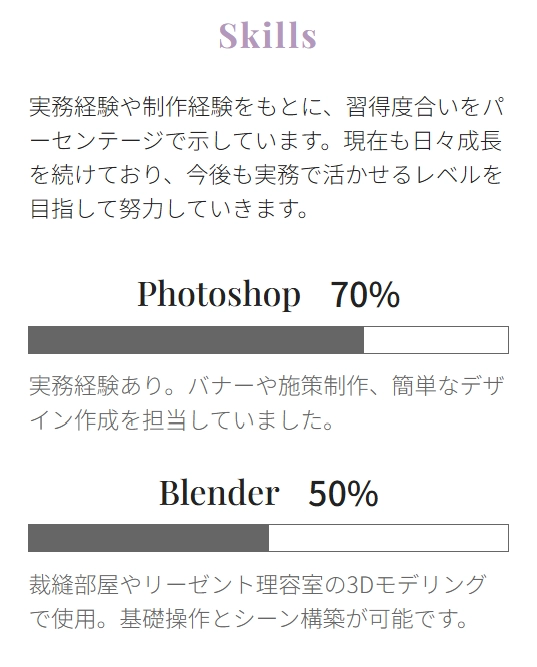 Skills
実務経験や制作経験をもとに、習得度合いをパ
ーセンテージで示しています。現在も日々成長
を続けており、今後も実務で活かせるレベルを
目指して努力していきます。
Photoshop 70%
実務経験あり。バナーや施策制作、簡単なデザ
イン作成を担当していました。
Blender 50%
裁縫部屋やリーゼント理容室の3Dモデリング
で使用。基礎操作とシーン構築が可能です。